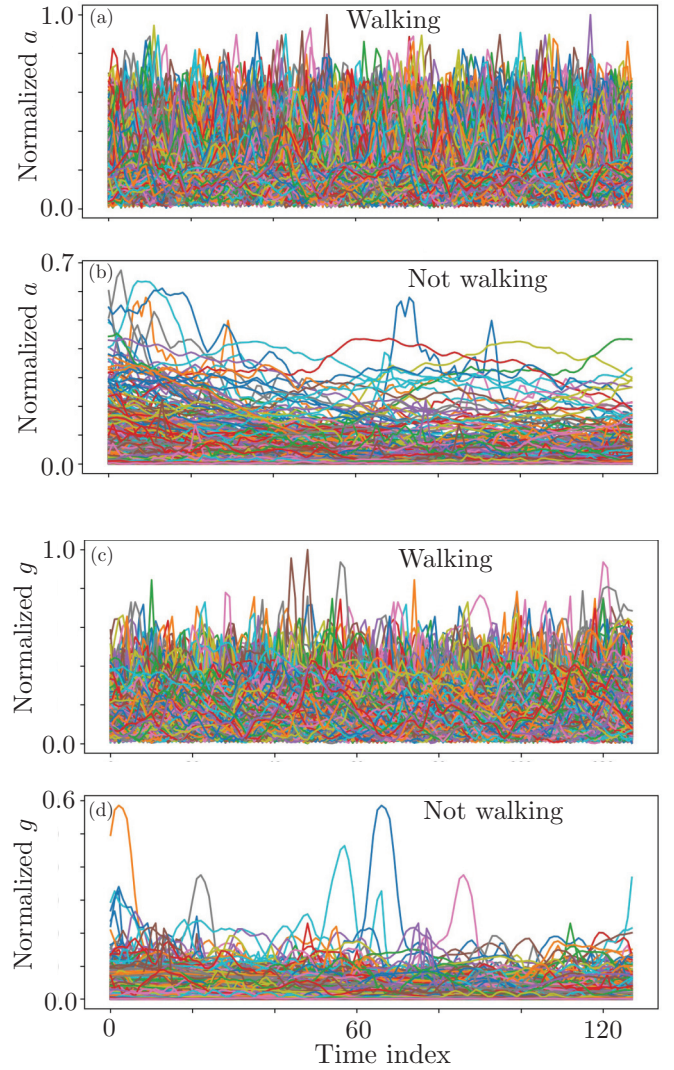 (a) Walking
1.0
Normalized a
0.0
(b) Not walking
0.7
Normalized a
0.0
(c) Walking
1.0
Normalized g
0.0
(d) Not walking
0.6
Normalized g
0.0
0 60 120
Time index